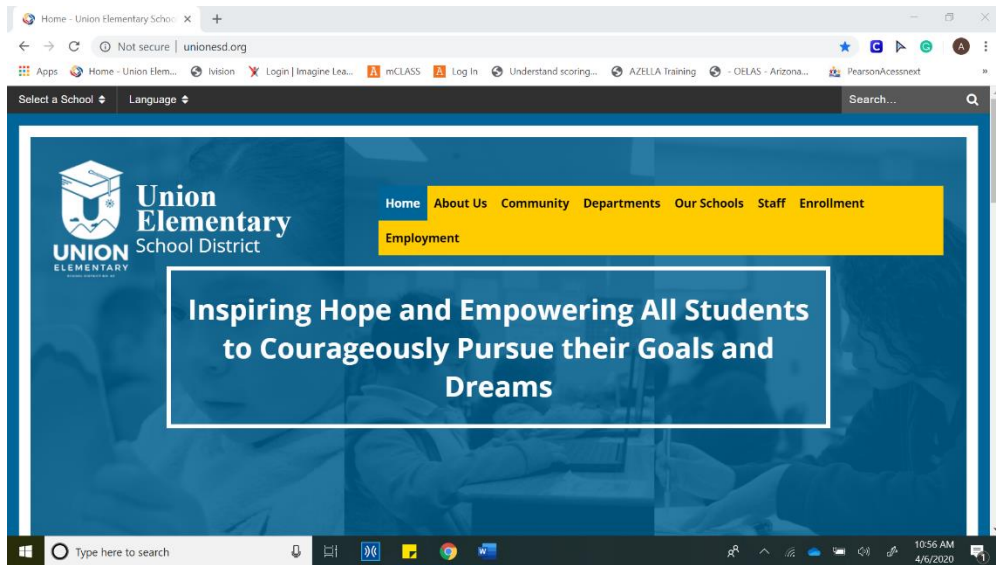 Home - Union Elementary Schoo
Not secure | unionesd.org
Apps Home - Union Elem... Ivision Login | Imagine Lea... mCLASS Log In Understand scoring... AZELLA Training - OELAS - Arizona... PearsonAcessnext »
Select a School Language Search...
Union
Elementary
School District
UNION
ELEMENTARY
Home About Us Community Departments Our Schools Staff Enrollment
Employment
Inspiring Hope and Empowering All Students
to Courageously Pursue their Goals and
Dreams
Type here to search
10:56 AM
4/6/2020